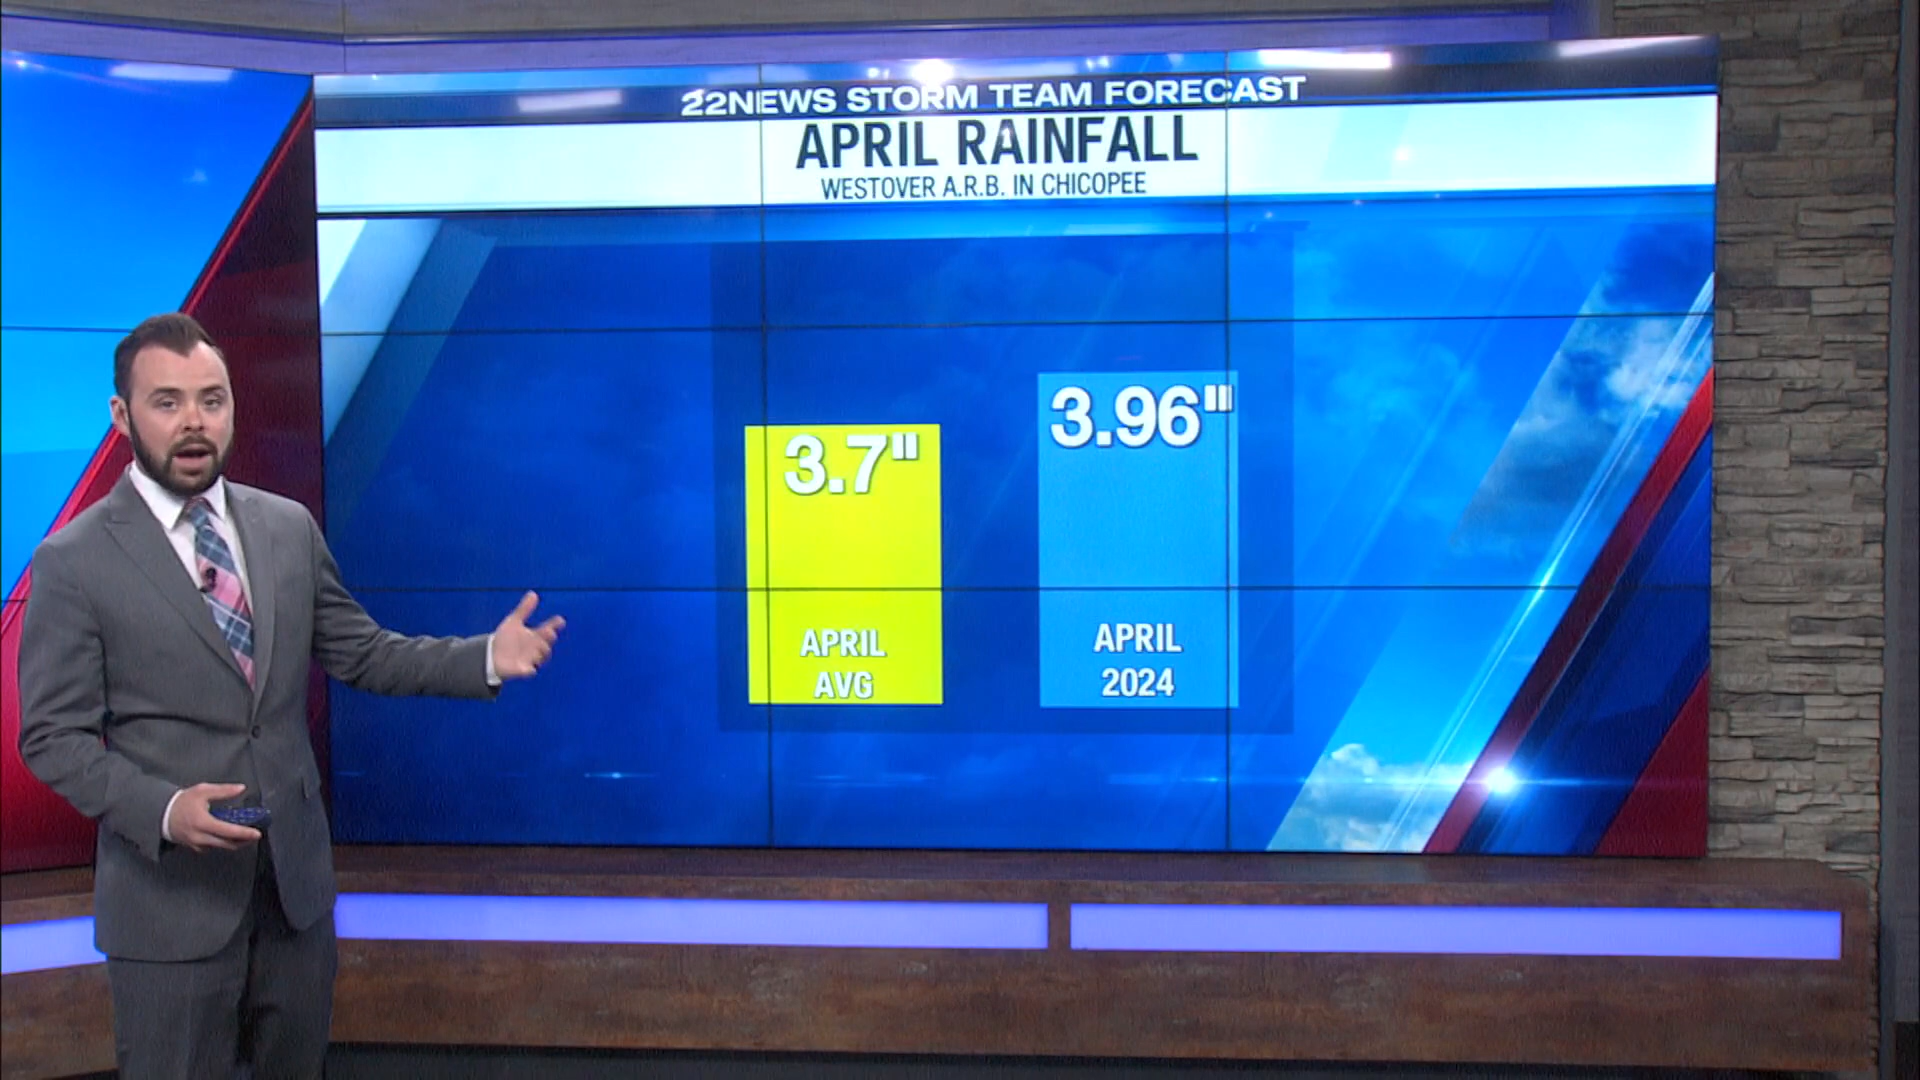 22NEWS STORM TEAM FORECAST
APRIL RAINFALL
WESTOVER A.R.B. IN CHICOPEE
3.7"
APRIL
AVG
3.96"
APRIL
2024